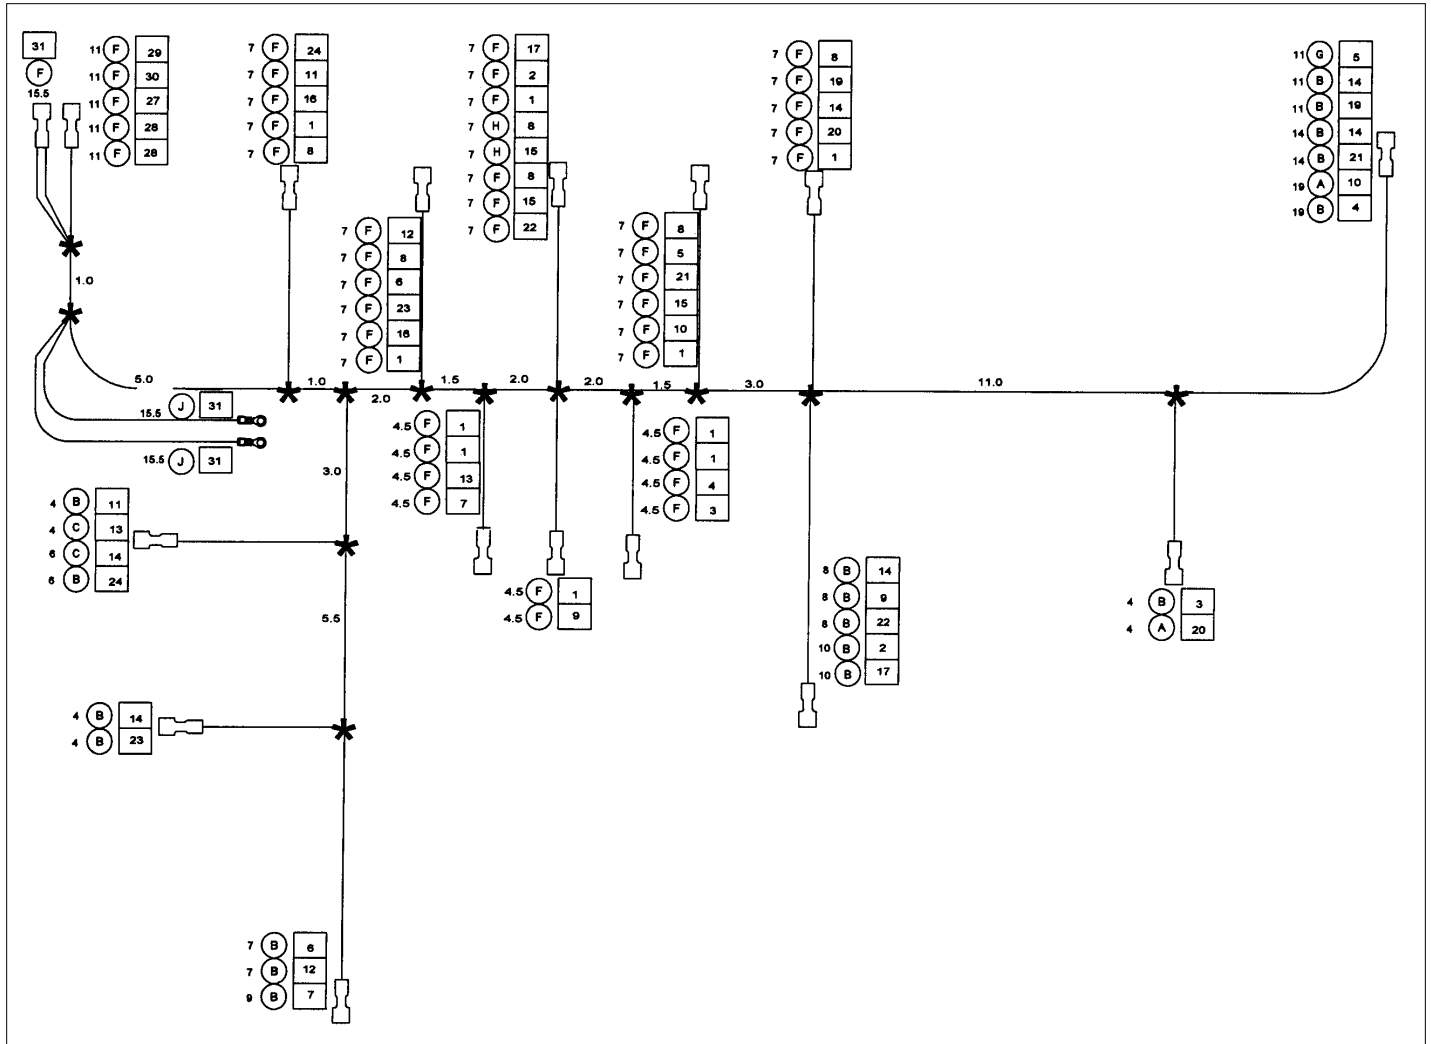 31
F
15.5
11 F 29
11 F 30
11 F 27
11 F 28
11 F 28
7 F 24
7 F 11
7 F 16
7 F 1
7 F 8
7 F 17
7 F 2
7 F 1
7 H 8
7 H 15
7 F 8
7 F 15
7 F 22
7 F 8
7 F 19
7 F 14
7 F 20
7 F 1
11 G 5
11 B 14
11 B 19
14 B 14
14 B 21
19 A 10
19 B 4
7 F 12
7 F 8
7 F 6
7 F 23
7 F 16
7 F 1
7 F 8
7 F 5
7 F 21
7 F 15
7 F 10
7 F 1
1.0
5.0
1.0
2.0
1.5
2.0
2.0
1.5
3.0
11.0
15.5 J 31
15.5 J 31
4.5 F 1
4.5 F 1
4.5 F 13
4.5 F 7
4.5 F 1
4.5 F 1
4.5 F 4
4.5 F 3
3.0
4 B 11
4 C 13
6 C 14
6 B 24
4.5 F 1
4.5 F 9
8 B 14
8 B 9
8 B 22
10 B 2
10 B 17
4 B 3
4 A 20
5.5
4 B 14
4 B 23
7 B 6
7 B 12
9 B 7